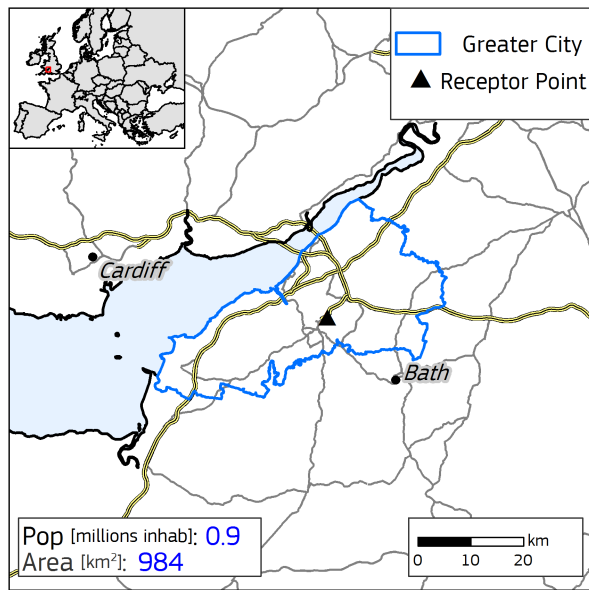 Greater City
Receptor Point
Cardiff
Bath
Pop [millions inhab]: 0.9
Area [km²]: 984
km
0 10 20